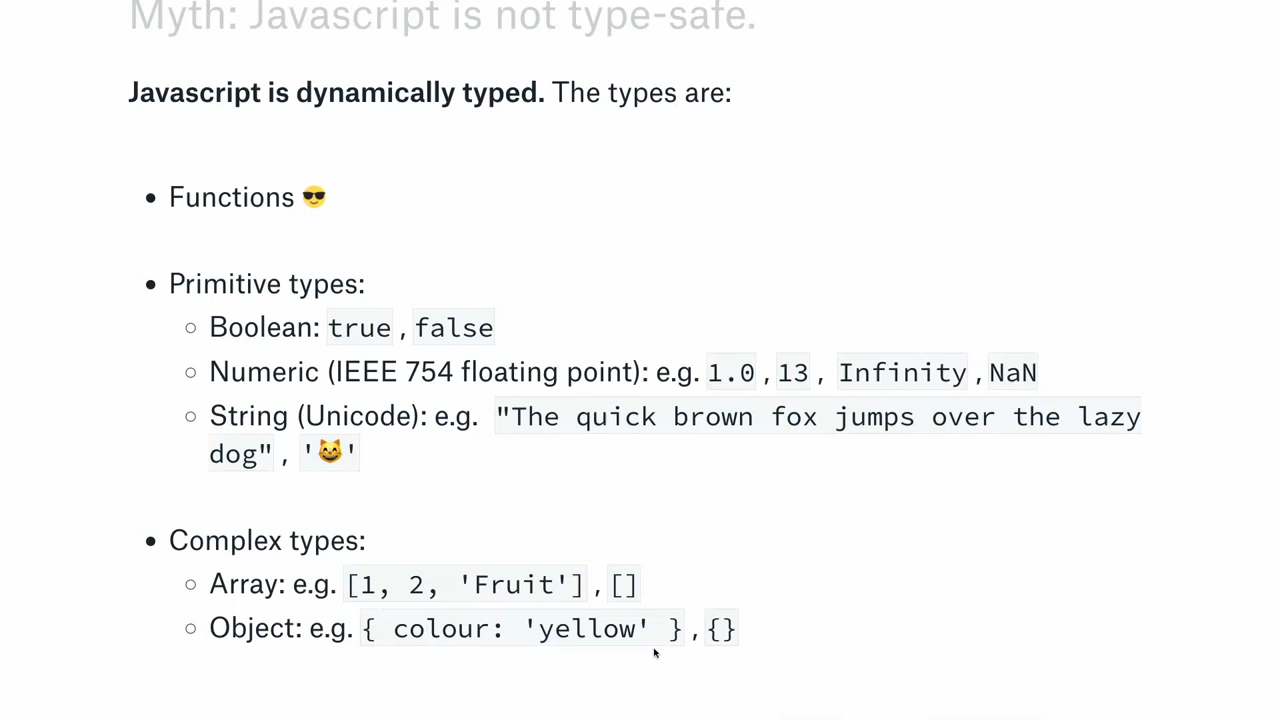 Myth: Javascript is not type-safe.
Javascript is dynamically typed. The types are:
• Functions 😎
• Primitive types:
○ Boolean: true , false
○ Numeric (IEEE 754 floating point): e.g. 1.0 , 13 , Infinity , NaN
○ String (Unicode): e.g. "The quick brown fox jumps over the lazy
dog" , '😸'
• Complex types:
○ Array: e.g. [1, 2, 'Fruit'] , []
○ Object: e.g. { colour: 'yellow' } , {}